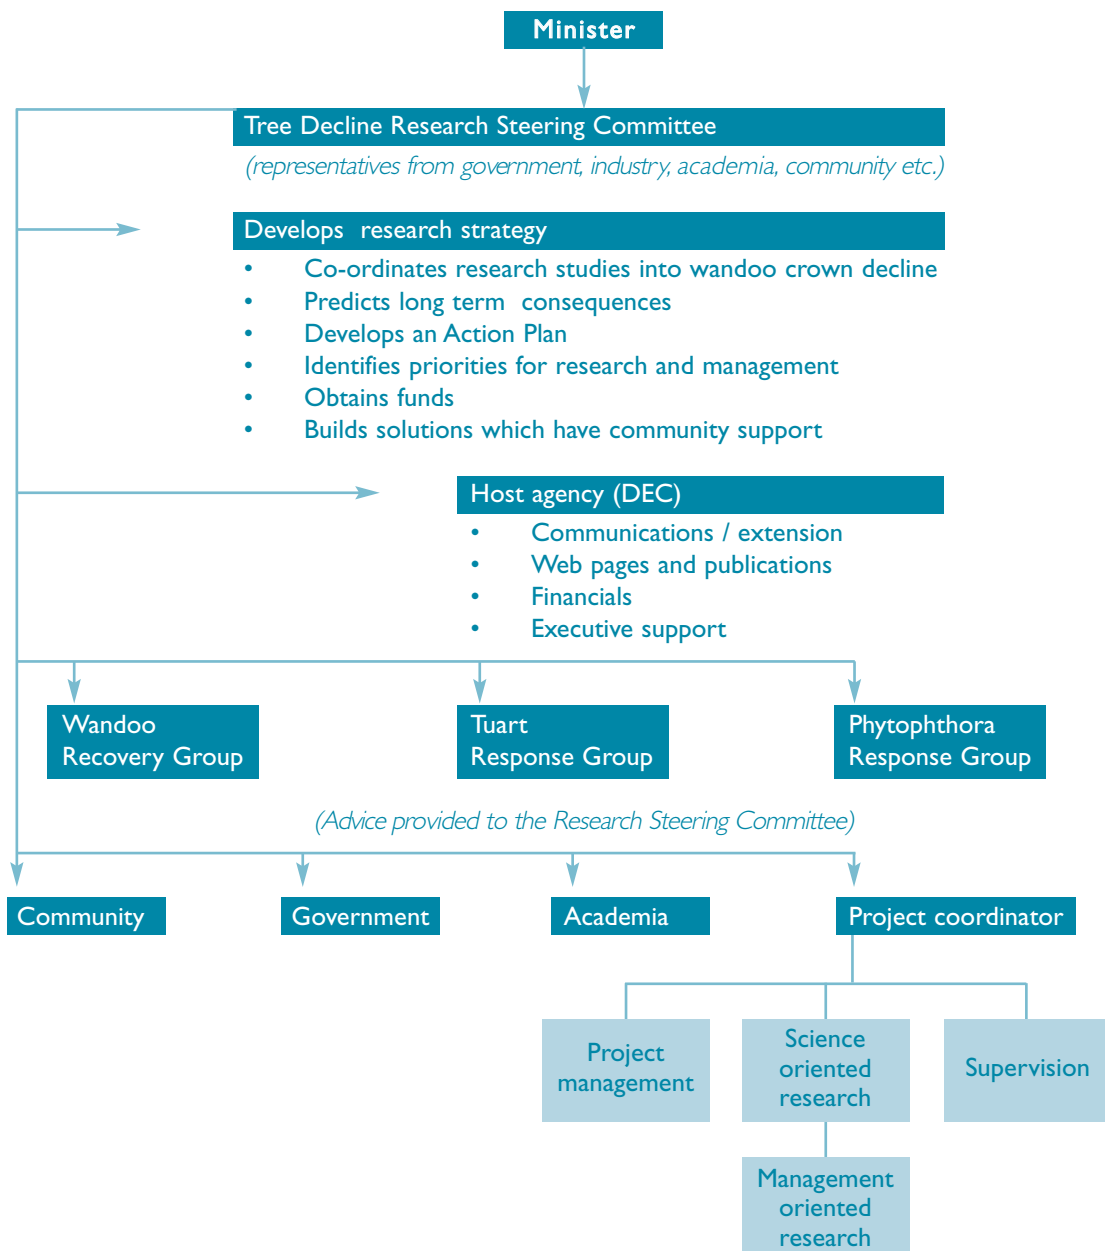 Minister
Tree Decline Research Steering Committee
(representatives from government, industry, academia, community etc.)
Develops research strategy
• Co-ordinates research studies into wandoo crown decline
• Predicts long term consequences
• Develops an Action Plan
• Identifies priorities for research and management
• Obtains funds
• Builds solutions which have community support
Host agency (DEC)
• Communications / extension
• Web pages and publications
• Financials
• Executive support
Wandoo
Recovery Group
Tuart
Response Group
Phytophthora
Response Group
(Advice provided to the Research Steering Committee)
Community
Government
Academia
Project coordinator
Project
management
Science
oriented
research
Supervision
Management
oriented
research